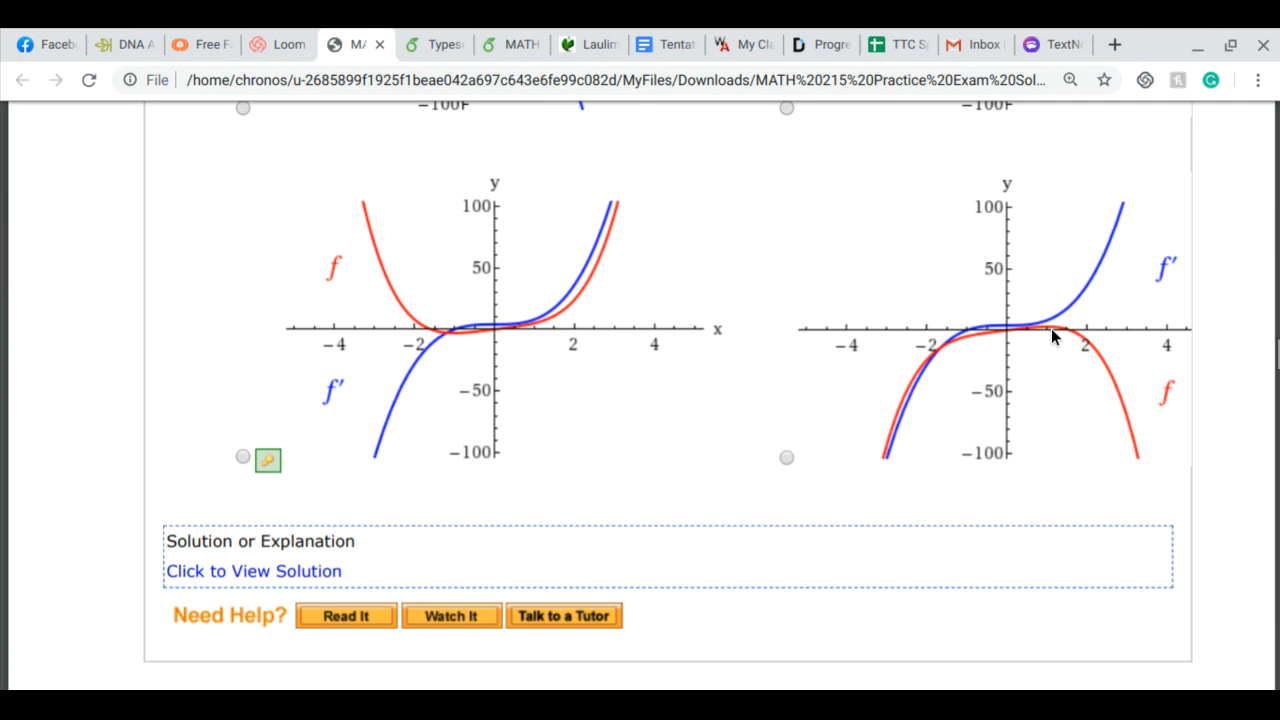 Faceb
DNA A
Free F
Loom
MA
Typese
MATH
Laulim
Tentat
My Cla
Progre
TTC S
Inbox
TextNo
File
/home/chronos/u-2685899f1925f1beae042a697c643e6fe99c082d/MyFiles/Downloads/MATH%20215%20Practice%20Exam%20Sol...
−100
−100
y
100
50
f
x
−4
−2
2
4
f′
−50
−100
y
100
50
f′
−4
−2
2
4
−50
f
−100
Solution or Explanation
Click to View Solution
Need Help? Read It Watch It Talk to a Tutor